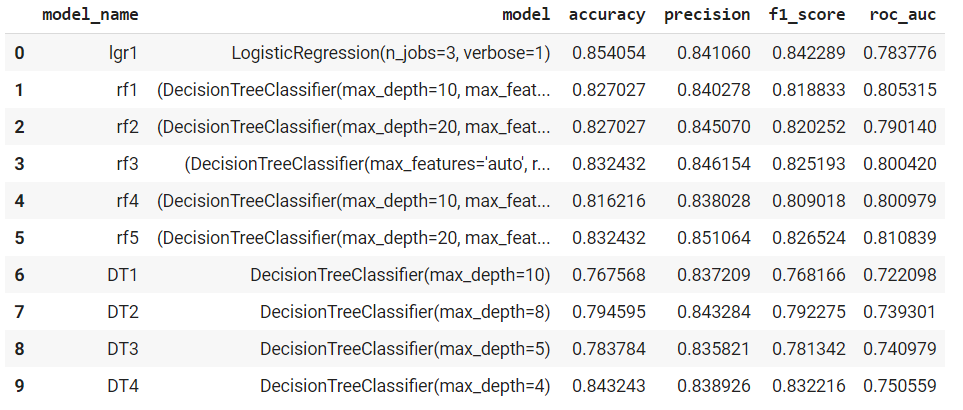 model_name model accuracy precision f1_score roc_auc
0 lgr1 LogisticRegression(n_jobs=3, verbose=1) 0.854054 0.841060 0.842289 0.783776
1 rf1 (DecisionTreeClassifier(max_depth=10, max_feat... 0.827027 0.840278 0.818833 0.805315
2 rf2 (DecisionTreeClassifier(max_depth=20, max_feat... 0.827027 0.845070 0.820252 0.790140
3 rf3 (DecisionTreeClassifier(max_features='auto', r... 0.832432 0.846154 0.825193 0.800420
4 rf4 (DecisionTreeClassifier(max_depth=10, max_feat... 0.816216 0.838028 0.809018 0.800979
5 rf5 (DecisionTreeClassifier(max_depth=20, max_feat... 0.832432 0.851064 0.826524 0.810839
6 DT1 DecisionTreeClassifier(max_depth=10) 0.767568 0.837209 0.768166 0.722098
7 DT2 DecisionTreeClassifier(max_depth=8) 0.794595 0.843284 0.792275 0.739301
8 DT3 DecisionTreeClassifier(max_depth=5) 0.783784 0.835821 0.781342 0.740979
9 DT4 DecisionTreeClassifier(max_depth=4) 0.843243 0.838926 0.832216 0.750559